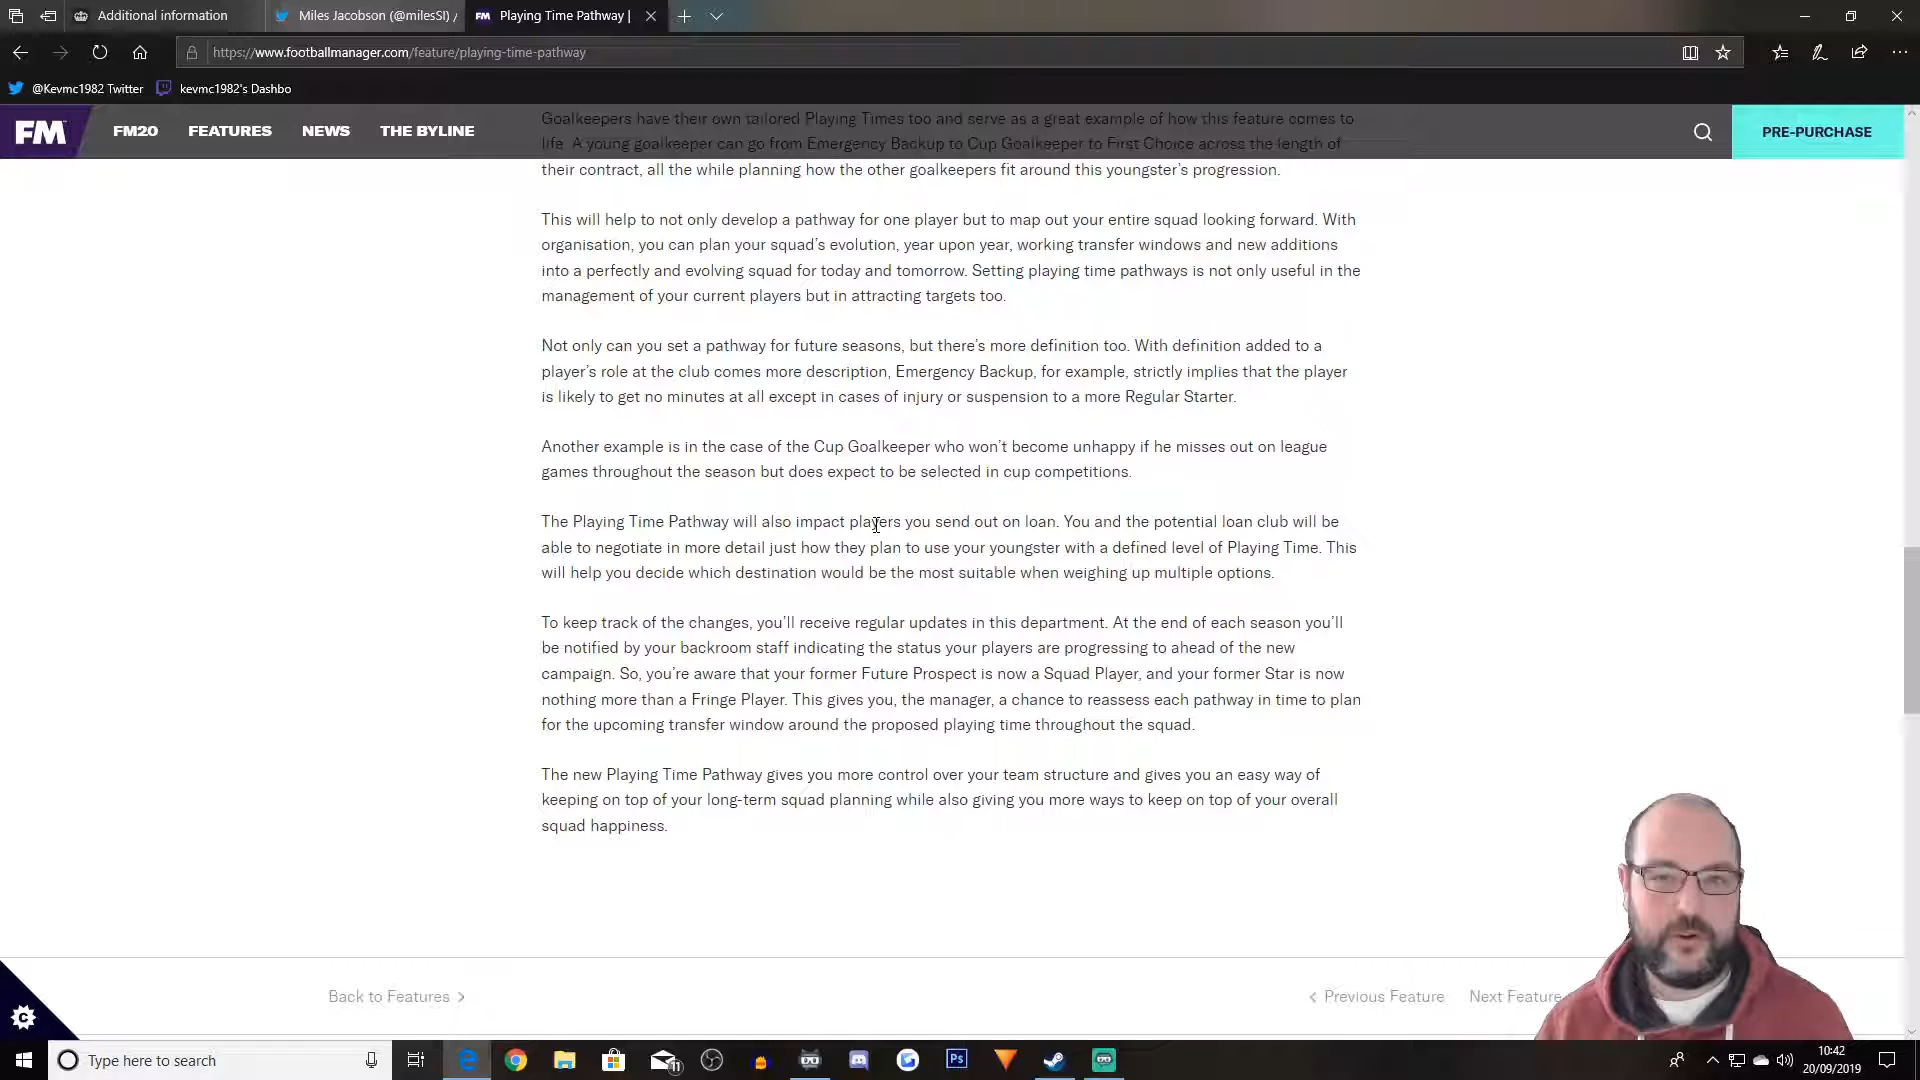 Additional information
Miles Jacobson (@milesSI) /
Playing Time Pathway |
https://www.footballmanager.com/feature/playing-time-pathway
@Kevmc1982 Twitter
kevmc1982's Dashbo
FM
FM20
FEATURES
NEWS
THE BYLINE
PRE-PURCHASE
Goalkeepers have their own tailored Playing Times too and serve as a great example of how this feature comes to
life. A young goalkeeper can go from Emergency Backup to Cup Goalkeeper to First Choice across the length of
their contract, all the while planning how the other goalkeepers fit around this youngster’s progression.
This will help to not only develop a pathway for one player but to map out your entire squad looking forward. With
organisation, you can plan your squad’s evolution, year upon year, working transfer windows and new additions
into a perfectly and evolving squad for today and tomorrow. Setting playing time pathways is not only useful in the
management of your current players but in attracting targets too.
Not only can you set a pathway for future seasons, but there’s more definition too. With definition added to a
player’s role at the club comes more description, Emergency Backup, for example, strictly implies that the player
is likely to get no minutes at all except in cases of injury or suspension to a more Regular Starter.
Another example is in the case of the Cup Goalkeeper who won’t become unhappy if he misses out on league
games throughout the season but does expect to be selected in cup competitions.
The Playing Time Pathway will also impact players you send out on loan. You and the potential loan club will be
able to negotiate in more detail just how they plan to use your youngster with a defined level of Playing Time. This
will help you decide which destination would be the most suitable when weighing up multiple options.
To keep track of the changes, you’ll receive regular updates in this department. At the end of each season you’ll
be notified by your backroom staff indicating the status your players are progressing to ahead of the new
campaign. So, you’re aware that your former Future Prospect is now a Squad Player, and your former Star is now
nothing more than a Fringe Player. This gives you, the manager, a chance to reassess each pathway in time to plan
for the upcoming transfer window around the proposed playing time throughout the squad.
The new Playing Time Pathway gives you more control over your team structure and gives you an easy way of
keeping on top of your long-term squad planning while also giving you more ways to keep on top of your overall
squad happiness.
Back to Features
Previous Feature
Next Feature
Type here to search
11
Ps
10:42
20/09/2019